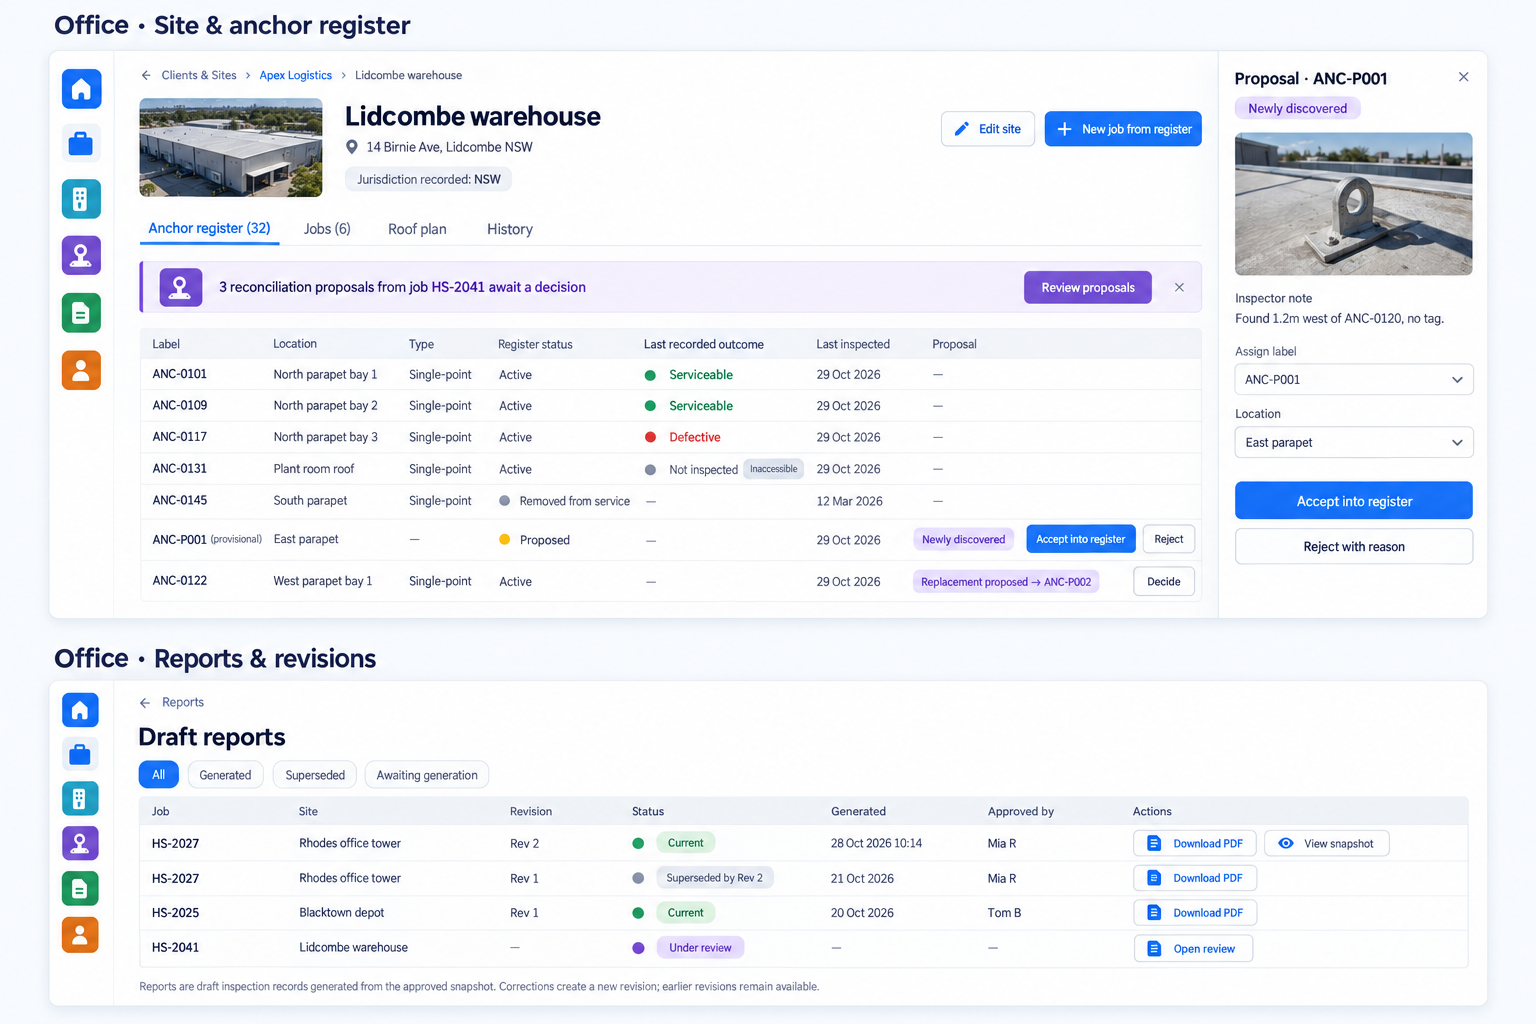 Office · Site & anchor register
Clients & Sites › Apex Logistics › Lidcombe warehouse
Lidcombe warehouse
14 Birnie Ave, Lidcombe NSW
Jurisdiction recorded: NSW
Edit site
New job from register
Anchor register (32) Jobs (6) Roof plan History
3 reconciliation proposals from job HS-2041 await a decision
Review proposals
Label Location Type Register status Last recorded outcome Last inspected Proposal
ANC-0101 North parapet bay 1 Single-point Active Serviceable 29 Oct 2026 —
ANC-0109 North parapet bay 2 Single-point Active Serviceable 29 Oct 2026 —
ANC-0117 North parapet bay 3 Single-point Active Defective 29 Oct 2026 —
ANC-0131 Plant room roof Single-point Active Not inspected Inaccessible 29 Oct 2026 —
ANC-0145 South parapet Single-point Removed from service — 12 Mar 2026 —
ANC-P001 (provisional) East parapet — Proposed — 29 Oct 2026 Newly discovered Accept into register Reject
ANC-0122 West parapet bay 1 Single-point Active — 29 Oct 2026 Replacement proposed → ANC-P002 Decide
Proposal · ANC-P001
Newly discovered
Inspector note
Found 1.2m west of ANC-0120, no tag.
Assign label
ANC-P001
Location
East parapet
Accept into register
Reject with reason
Office · Reports & revisions
Reports
Draft reports
All Generated Superseded Awaiting generation
Job Site Revision Status Generated Approved by Actions
HS-2027 Rhodes office tower Rev 2 Current 28 Oct 2026 10:14 Mia R Download PDF View snapshot
HS-2027 Rhodes office tower Rev 1 Superseded by Rev 2 21 Oct 2026 Mia R Download PDF
HS-2025 Blacktown depot Rev 1 Current 20 Oct 2026 Tom B Download PDF
HS-2041 Lidcombe warehouse — Under review — — Open review
Reports are draft inspection records generated from the approved snapshot. Corrections create a new revision; earlier revisions remain available.